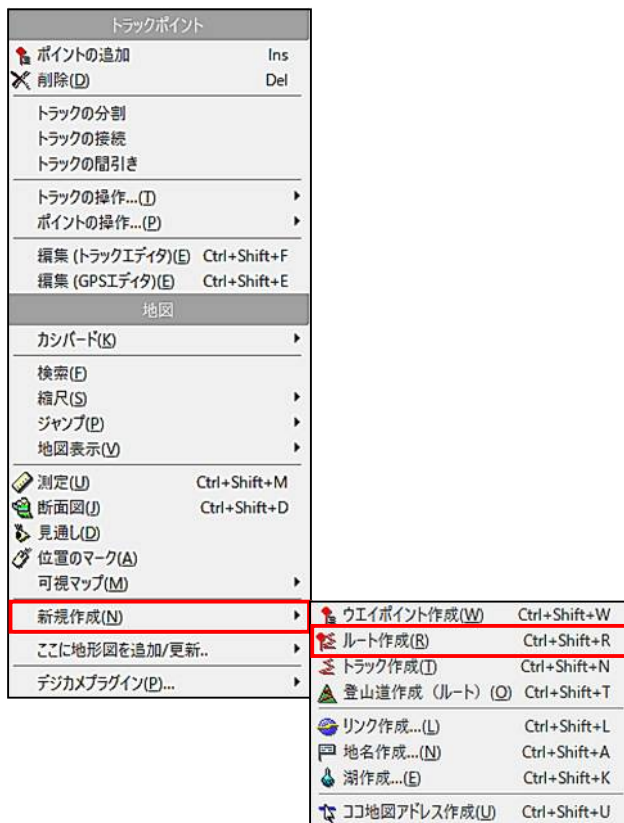 トラックポイント
ポイントの追加 Ins
削除(D) Del
トラックの分割
トラックの接続
トラックの間引き
トラックの操作...(T)
ポイントの操作...(P)
編集 (トラックエディタ)(E) Ctrl+Shift+F
編集 (GPSエディタ)(E) Ctrl+Shift+E
地図
カシバード(K)
検索(F)
縮尺(S)
ジャンプ(P)
地図表示(V)
測定(U) Ctrl+Shift+M
断面図(J) Ctrl+Shift+D
見通し(D)
位置のマーク(A)
可視マップ(M)
新規作成(N)
ここに地形図を追加/更新..
デジカメプラグイン(P)...
ウエイポイント作成(W) Ctrl+Shift+W
ルート作成(R) Ctrl+Shift+R
トラック作成(T) Ctrl+Shift+N
登山道作成（ルート）(O) Ctrl+Shift+T
リンク作成...(L) Ctrl+Shift+L
地名作成...(N) Ctrl+Shift+A
湖作成...(E) Ctrl+Shift+K
ココ地図アドレス作成(U) Ctrl+Shift+U